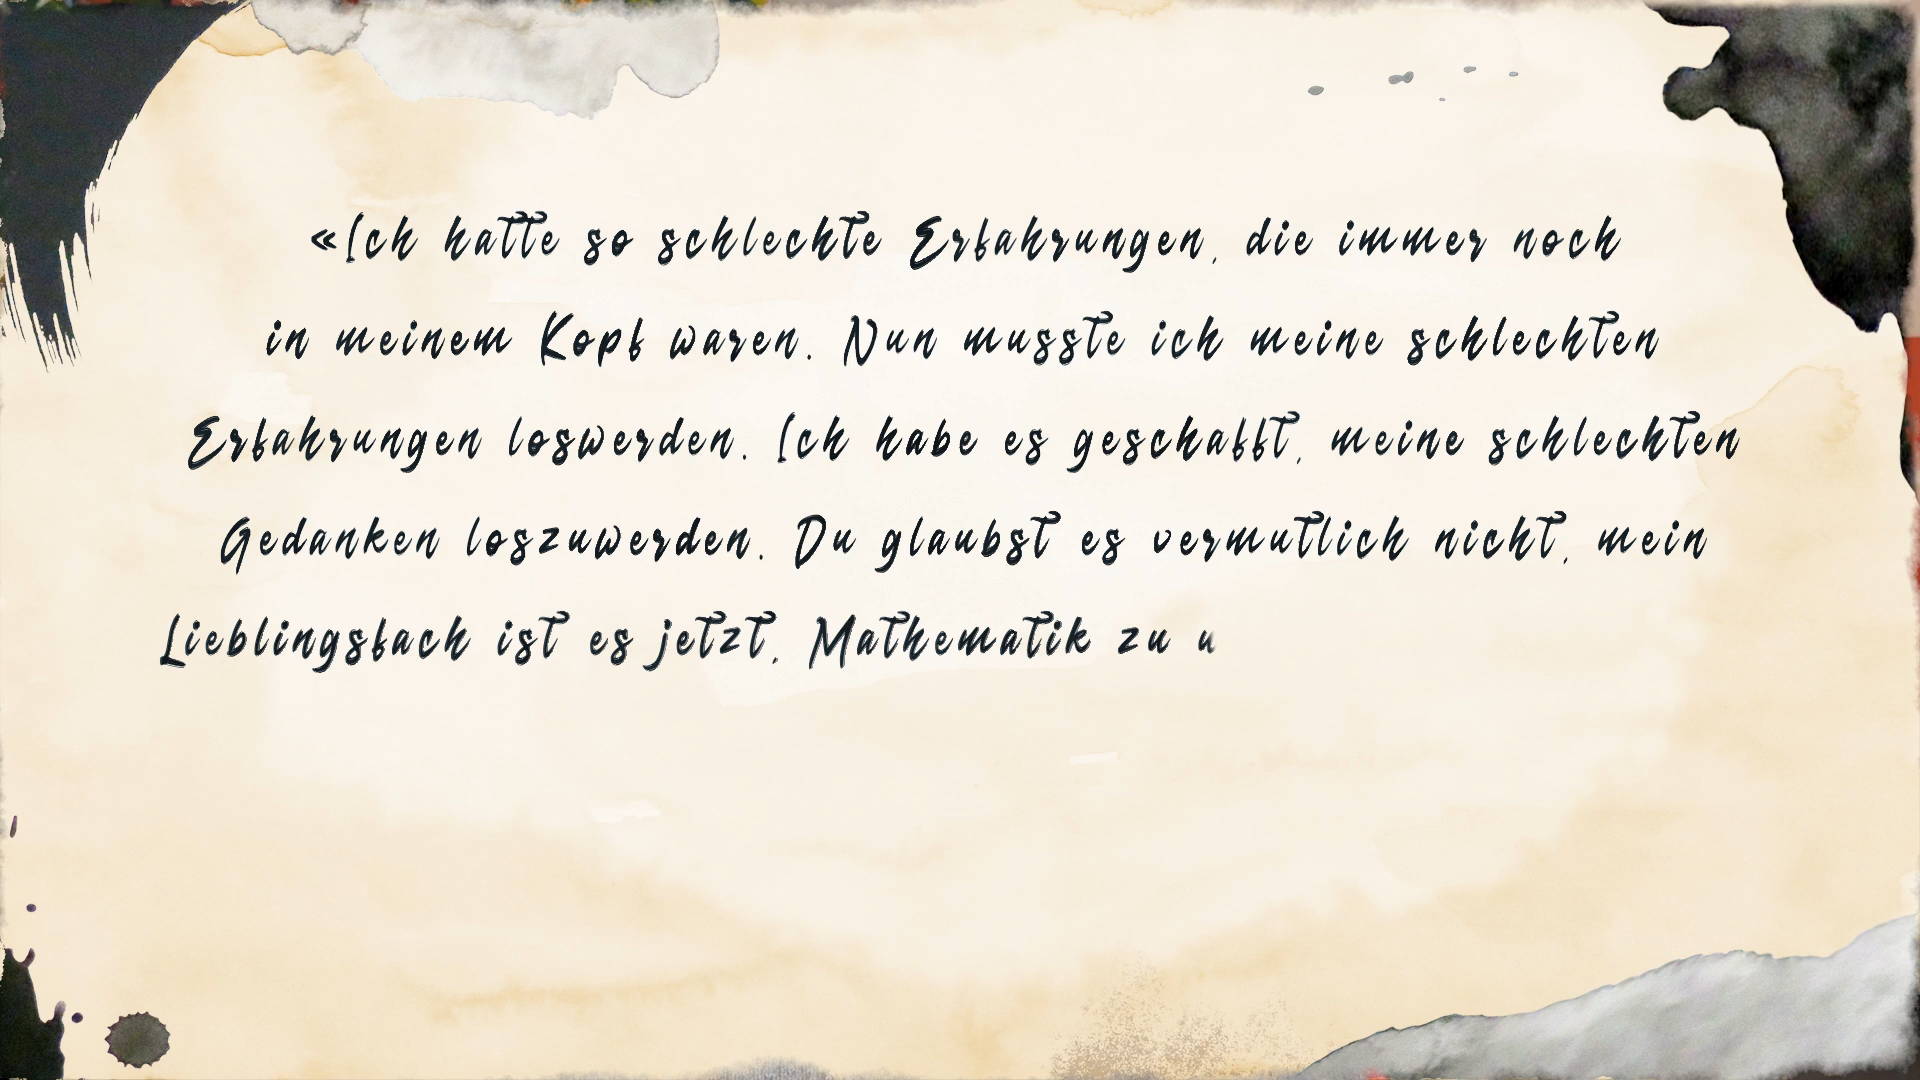 «Ich hatte so schlechte Erfahrungen, die immer noch
in meinem Kopf waren. Nun musste ich meine schlechten
Erfahrungen loswerden. Ich habe es geschafft, meine schlechten
Gedanken loszuwerden. Du glaubst es vermutlich nicht, mein
Lieblingsfach ist es jetzt, Mathematik zu u